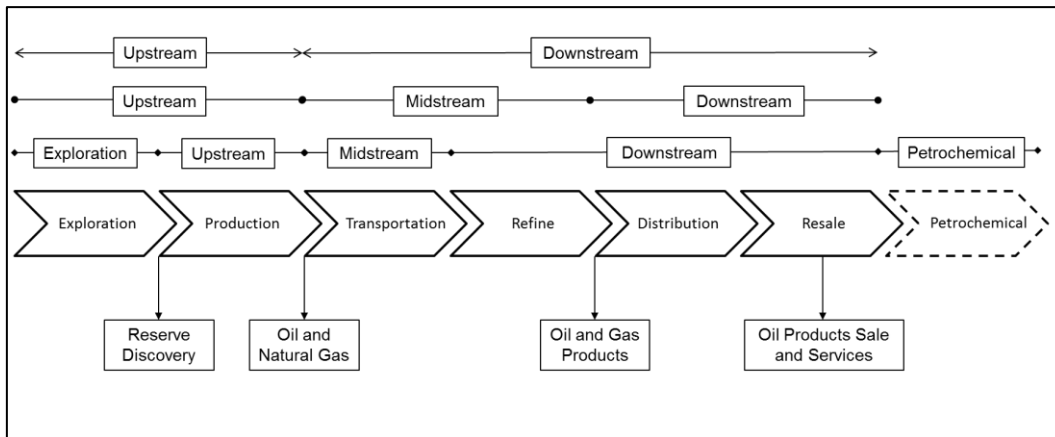 Upstream
Downstream
Upstream
Midstream
Downstream
Exploration
Upstream
Midstream
Downstream
Petrochemical
Exploration
Production
Transportation
Refine
Distribution
Resale
Petrochemical
Reserve
Discovery
Oil and
Natural Gas
Oil and Gas
Products
Oil Products Sale
and Services